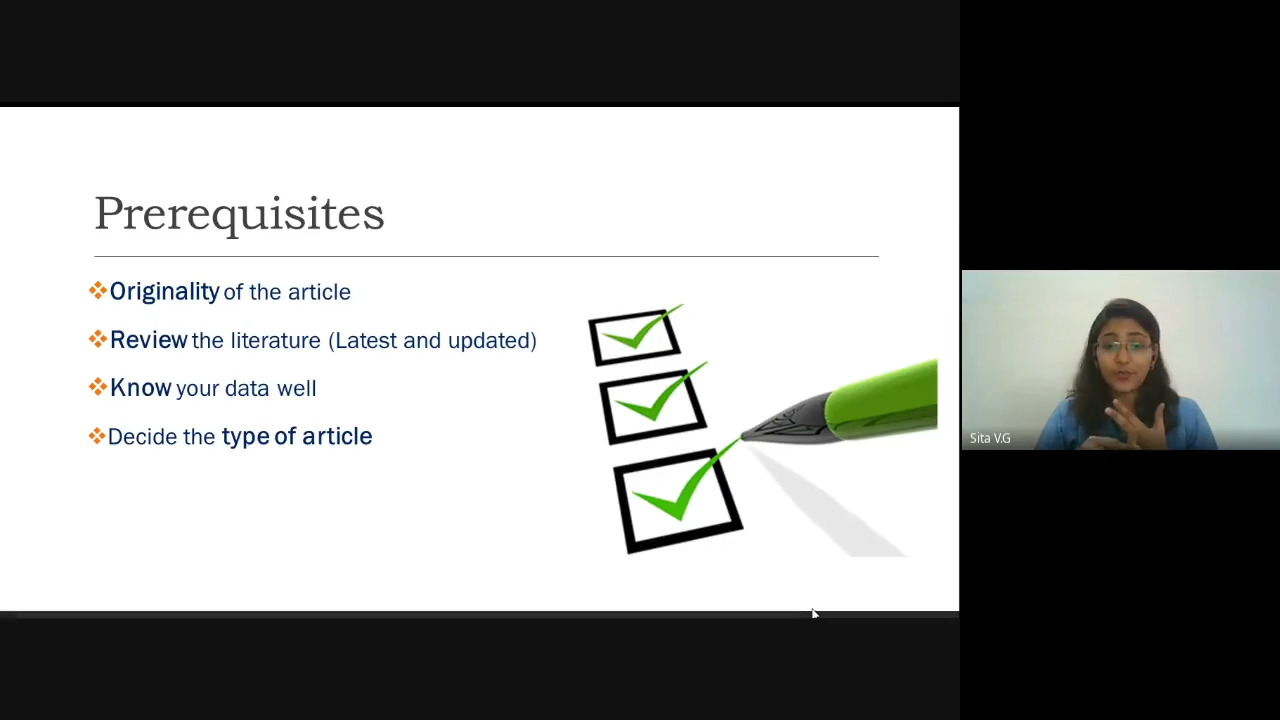 Prerequisites
Originality of the article
Review the literature (Latest and updated)
Know your data well
Decide the type of article
Sita V.G